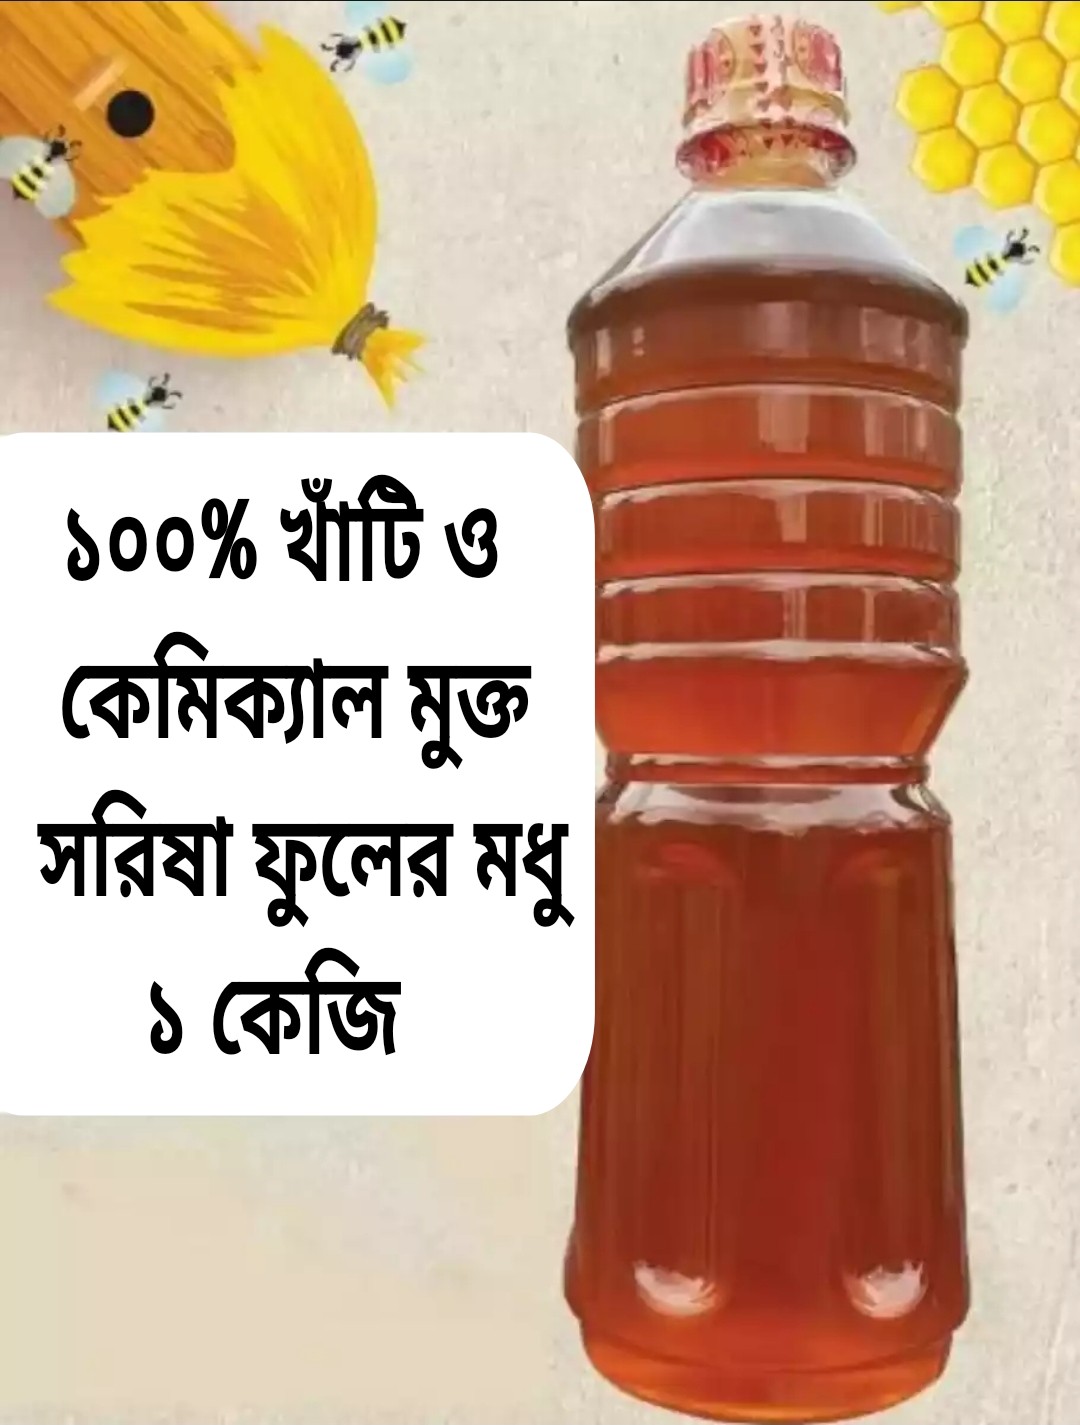 ১০০% খাঁটি ও
কেমিক্যাল মুক্ত
সরিষা ফুলের মধু
১ কেজি